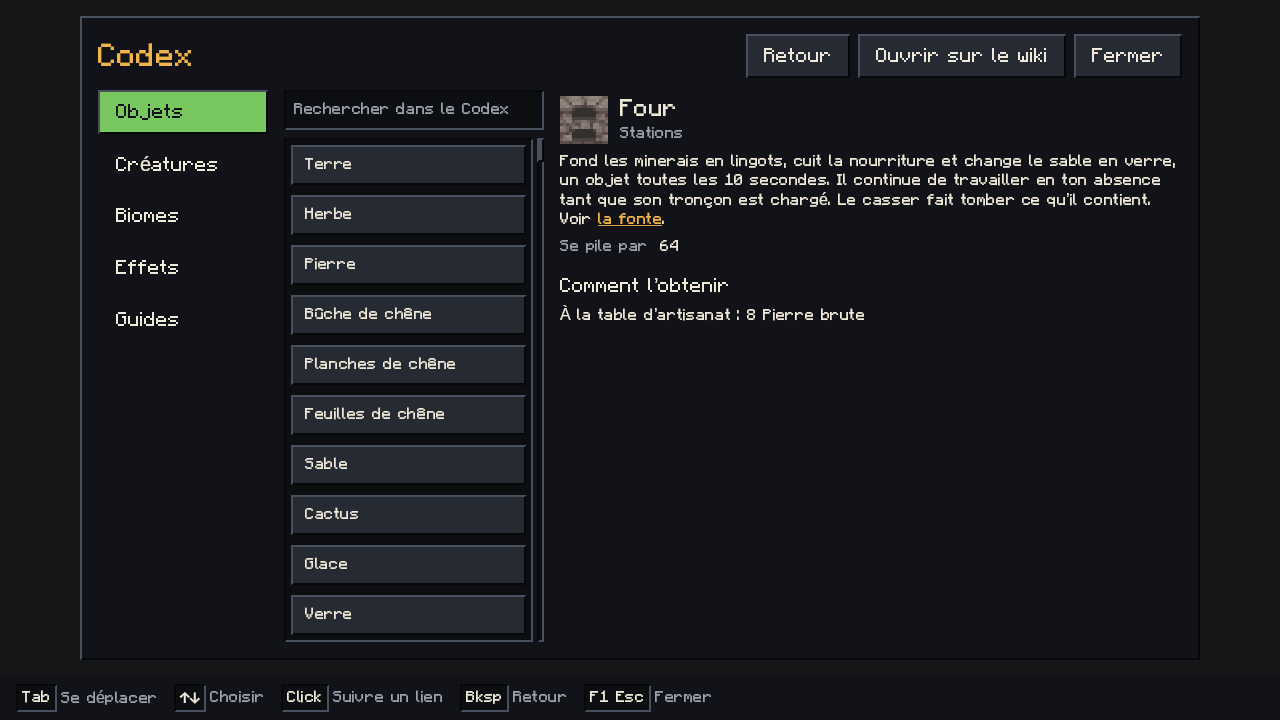 Codex
Retour
Ouvrir sur le wiki
Fermer
Objets
Créatures
Biomes
Effets
Guides
Rechercher dans le Codex
Terre
Herbe
Pierre
Bûche de chêne
Planches de chêne
Feuilles de chêne
Sable
Cactus
Glace
Verre
Four
Stations
Fond les minerais en lingots, cuit la nourriture et change le sable en verre,
un objet toutes les 10 secondes. Il continue de travailler en ton absence
tant que son tronçon est chargé. Le casser fait tomber ce qu'il contient.
Voir la fonte.
Se pile par 64
Comment l'obtenir
À la table d'artisanat : 8 Pierre brute
Tab Se déplacer ↑↓ Choisir Click Suivre un lien Bksp Retour F1 Esc Fermer